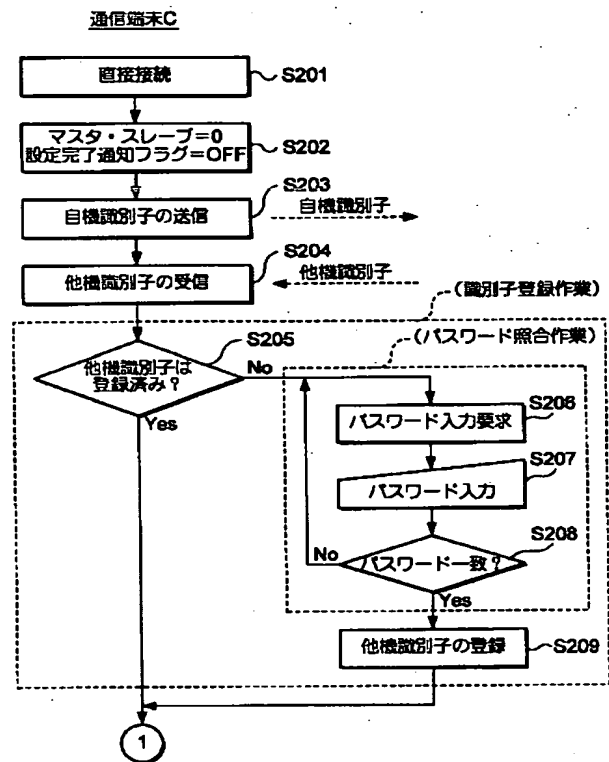 通信端末C
直接接続
S201
マスタ・スレーブ=0
設定完了通知フラグ=OFF
S202
S203
自機識別子の送信
自機識別子
S204
他機識別子の受信
他機識別子
(識別子登録作業)
S205
(パスワード照合作業)
他機識別子は
登録済み?
No
Yes
S206
パスワード入力要求
S207
パスワード入力
S208
パスワード一致?
No
Yes
他機識別子の登録
S209
1